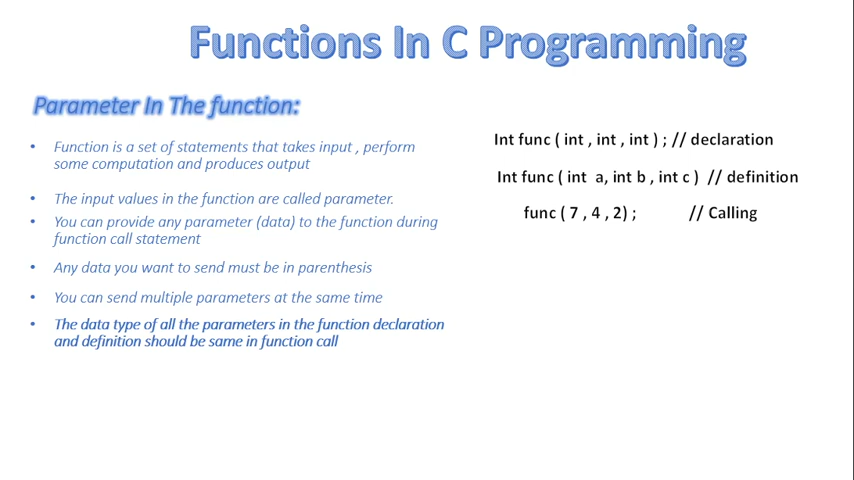 Functions In C Programming
Parameter In The function:
• Function is a set of statements that takes input , perform
some computation and produces output
• The input values in the function are called parameter.
• You can provide any parameter (data) to the function during
function call statement
• Any data you want to send must be in parenthesis
• You can send multiple parameters at the same time
• The data type of all the parameters in the function declaration
and definition should be same in function call
Int func ( int , int , int ) ; // declaration
Int func ( int a, int b , int c ) // definition
func ( 7 , 4 , 2) ; // Calling